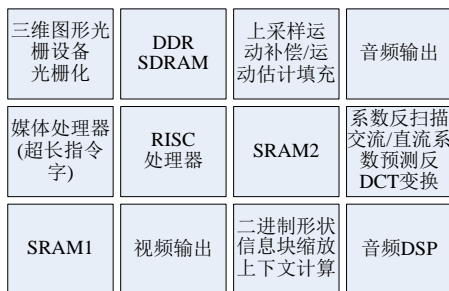 三维图形光
栅设备
光栅化
DDR
SDRAM
上采样运
动补偿/运
动估计填充
音频输出
媒体处理器
(超长指令
字)
RISC
处理器
SRAM2
系数反扫描
交流/直流系
数预测反
DCT变换
SRAM1
视频输出
二进制形状
信息块缩放
上下文计算
音频DSP